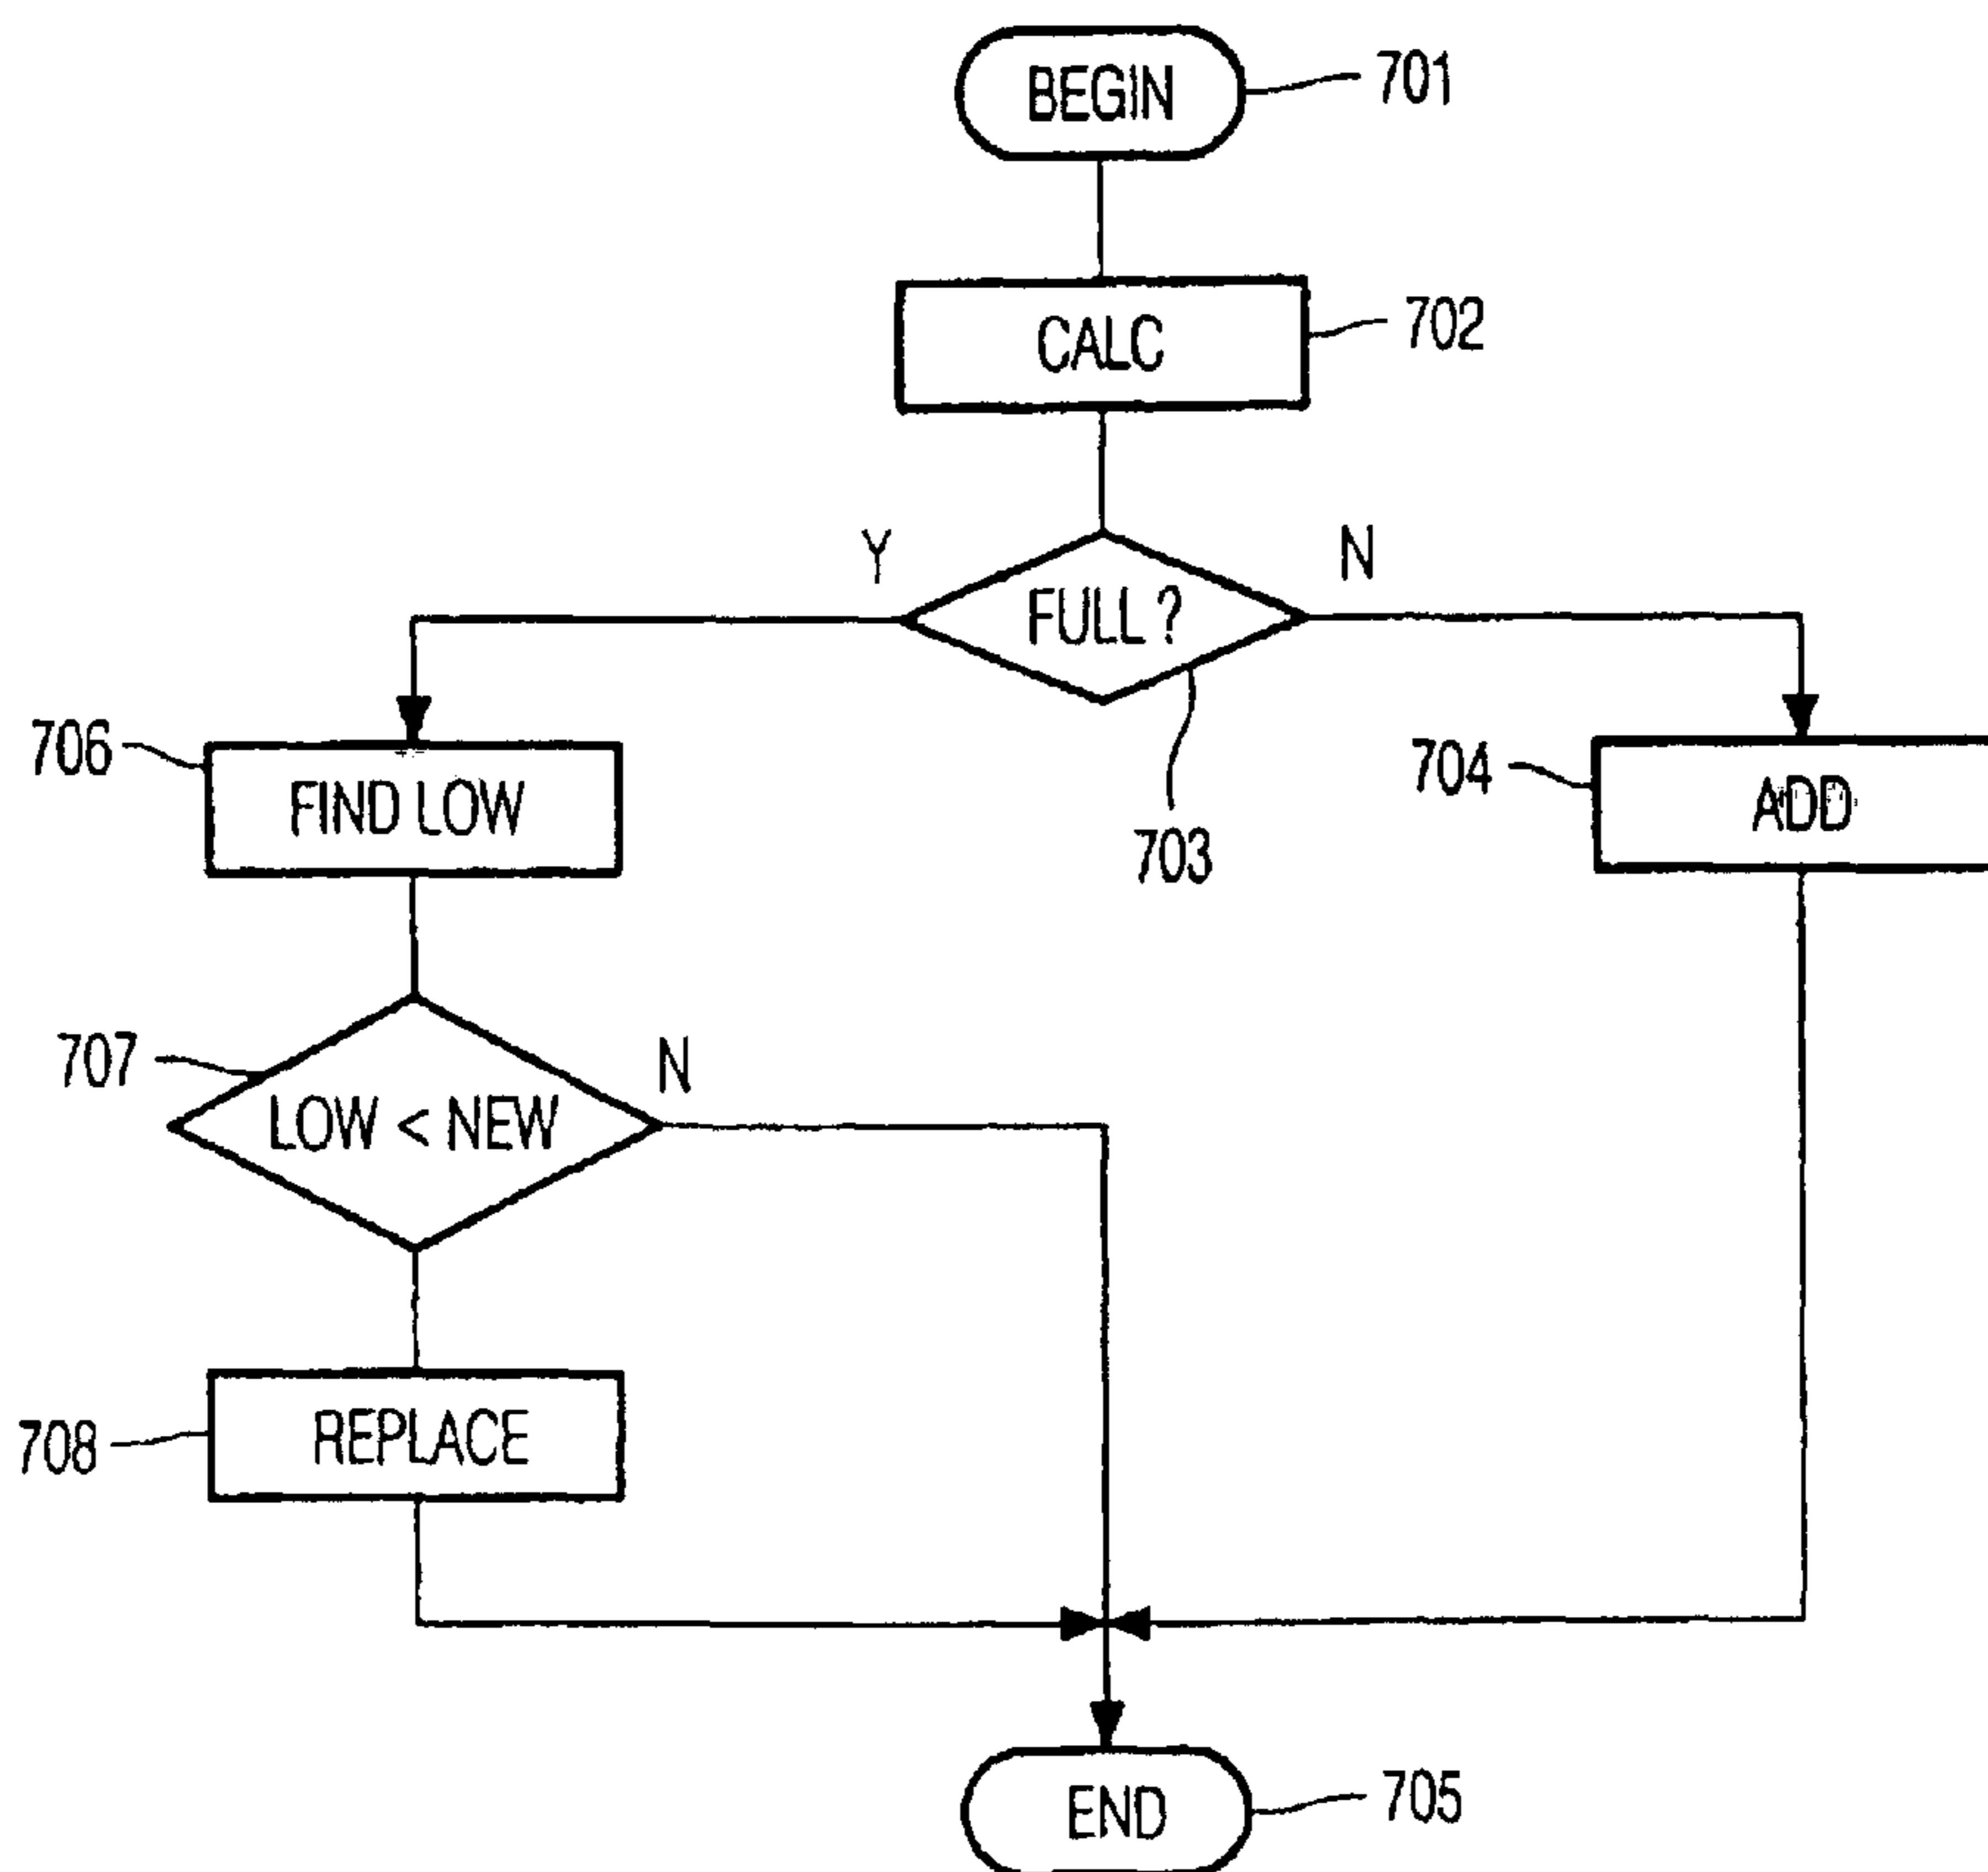 BEGIN
701
CALC
702
Y
N
FULL?
703
706
FIND LOW
704
ADD
707
LOW < NEW
N
708
REPLACE
END
705